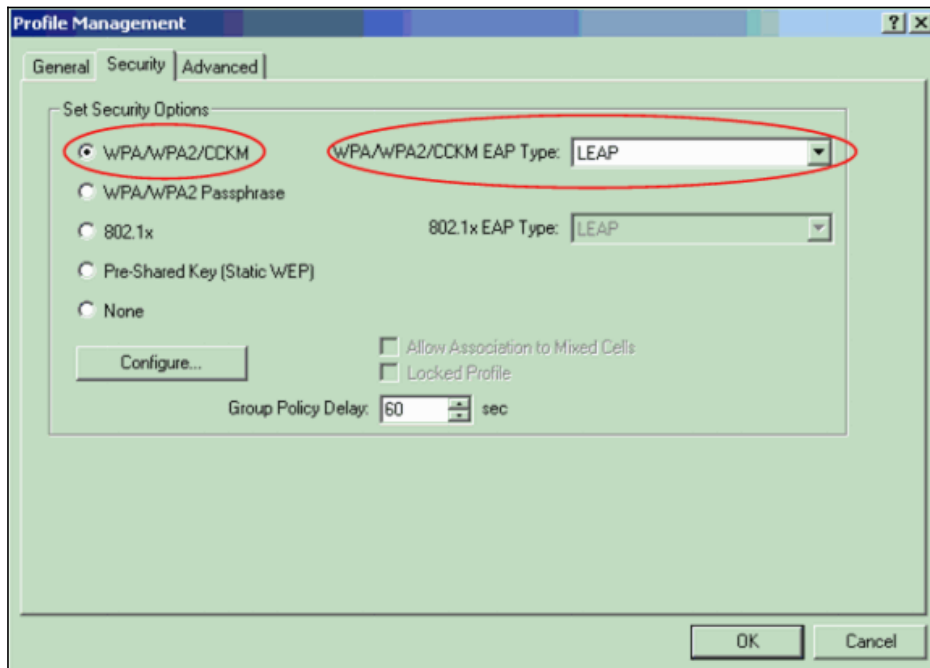 Profile Management
General Security Advanced
Set Security Options
WPA/WPA2/CCKM WPA/WPA2/CCKM EAP Type: LEAP
WPA/WPA2 Passphrase
802.1x 802.1x EAP Type: LEAP
Pre-Shared Key (Static WEP)
None
Configure... Allow Association to Mixed Cells
Locked Profile
Group Policy Delay: 60 sec
OK Cancel